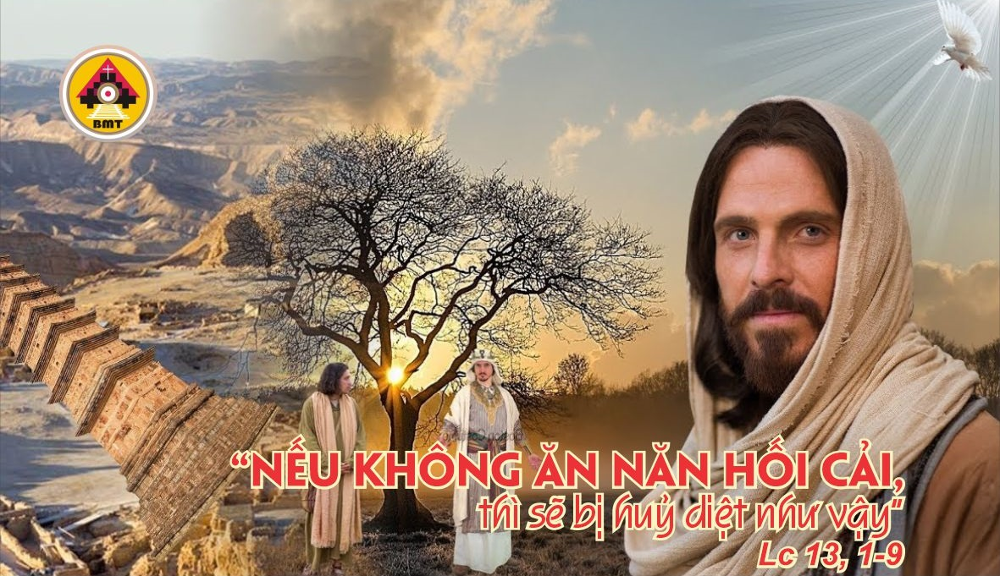 BMT
“NẾU KHÔNG ĂN NĂN HỐI CẢI,
thì sẽ bị huỷ diệt như vậy"
Lc 13, 1-9